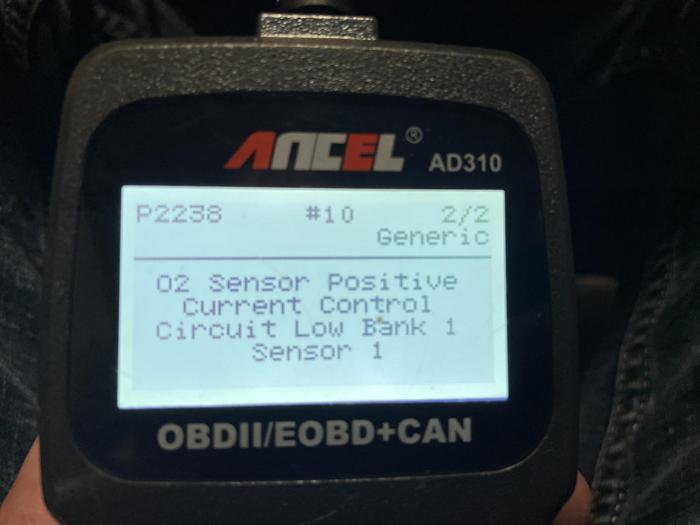 ANCEL®
AD310
P2238 #10 2/2
Generic
O2 Sensor Positive
Current Control
Circuit Low Bank 1
Sensor 1
OBDII/EOBD+CAN